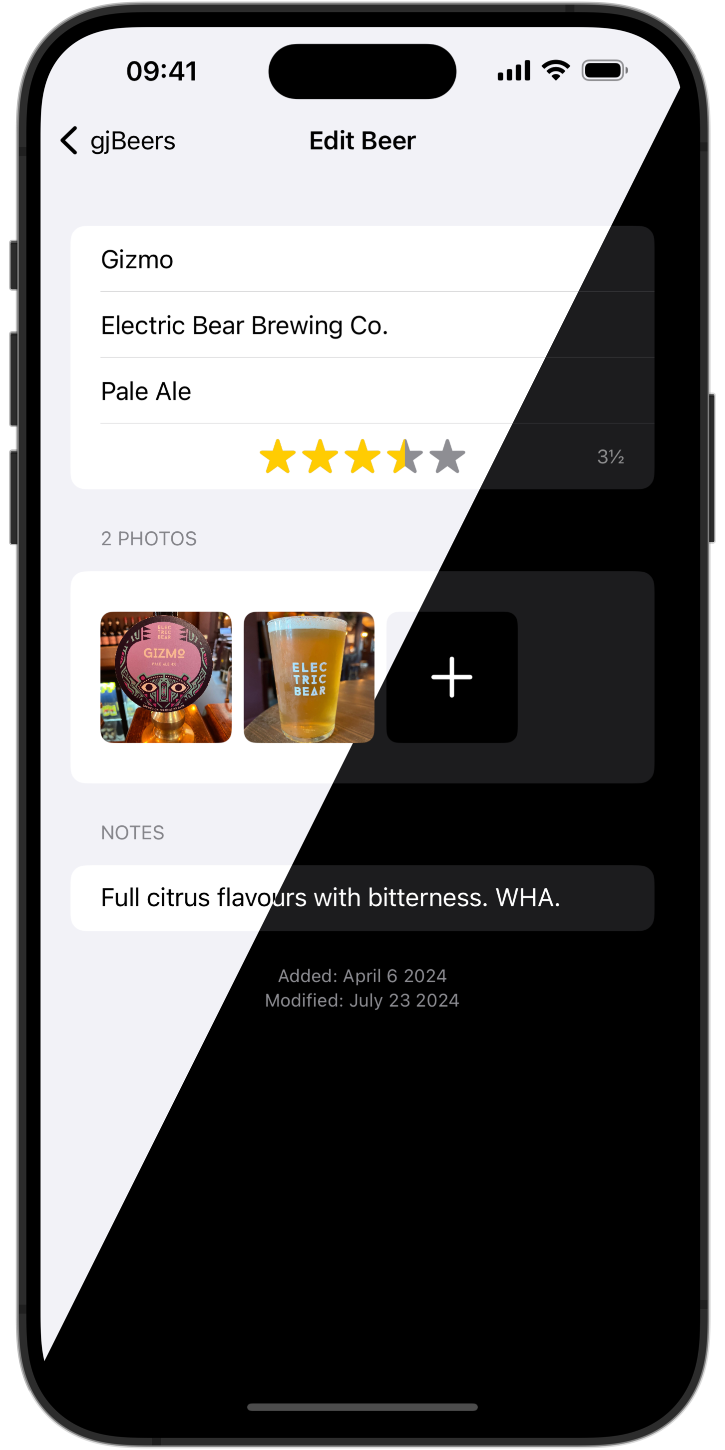 09:41
gjBeers
Edit Beer
Gizmo
Electric Bear Brewing Co.
Pale Ale
3½
2 PHOTOS
ELEC
TRIC
BEAR
GIZMO
PALE ALE
ELEC
TRIC
BEAR
NOTES
Full citrus flavours with bitterness. WHA.
Added: April 6 2024
Modified: July 23 2024